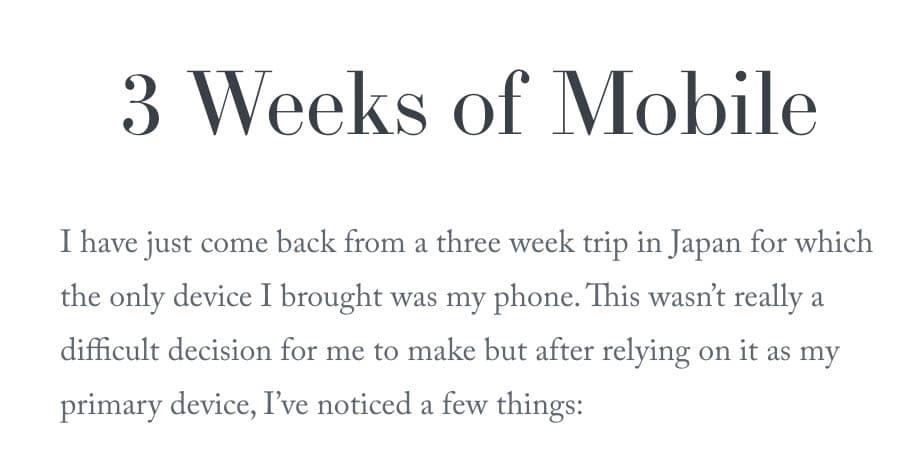 3 Weeks of Mobile
I have just come back from a three week trip in Japan for which
the only device I brought was my phone. This wasn’t really a
difficult decision for me to make but after relying on it as my
primary device, I’ve noticed a few things: